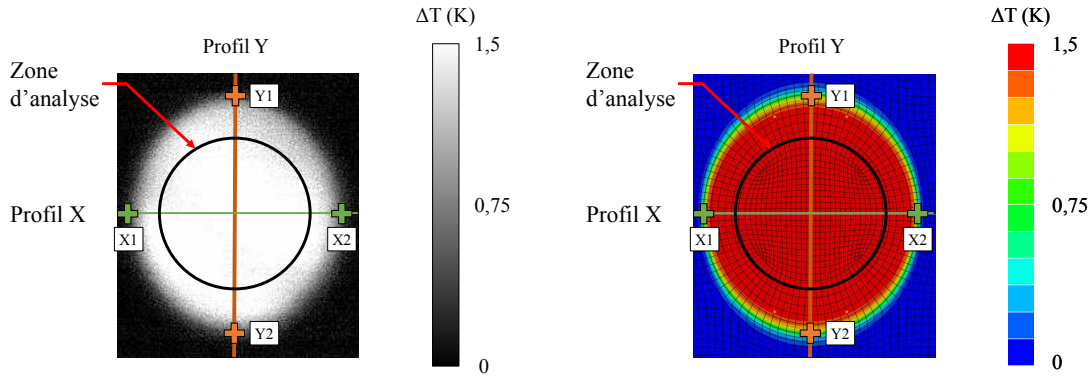 ΔT (K)
1,5
0,75
0
Profil Y
Zone
d’analyse
Profil X
Y1
X1
X2
Y2
ΔT (K)
1,5
0,75
0
Profil Y
Zone
d’analyse
Profil X
Y1
X1
X2
Y2